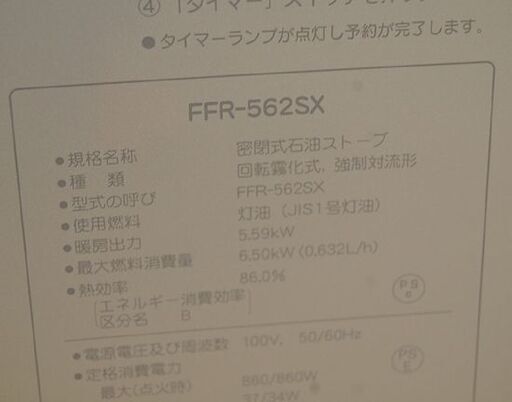 ④「タイマー」スイッチを押
●タイマーランプが点灯し予約が完了します。
FFR-562SX
●規格名称 密閉式石油ストーブ
●種 類 回転霧化式，強制対流形
●型式の呼び FFR-562SX
●使用燃料 灯油（JIS1号灯油）
●暖房出力 5.59kW
●最大燃料消費量 6.50kW（0.632L/h）
●熱効率 86.0%
［エネルギー消費効率］
［区分名 B］
PS
C
●電源電圧及び周波数 100V，50/60Hz
●定格消費電力
最大(点火時) 860/860W
37/34W
PS
E